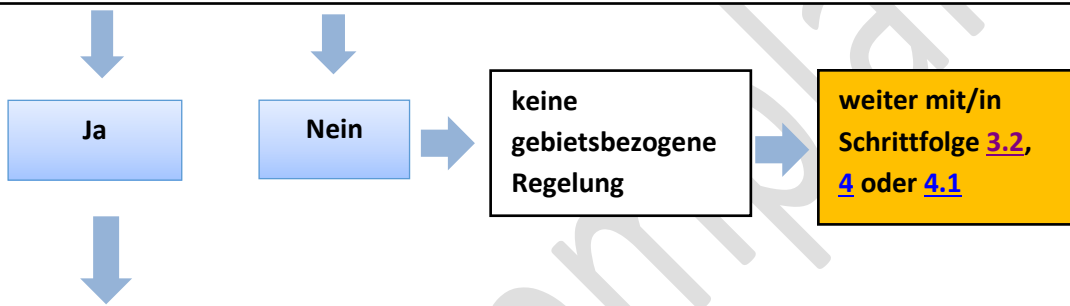 Ja
Nein
keine
gebietsbezogene
Regelung
weiter mit/in
Schrittfolge 3.2,
4 oder 4.1